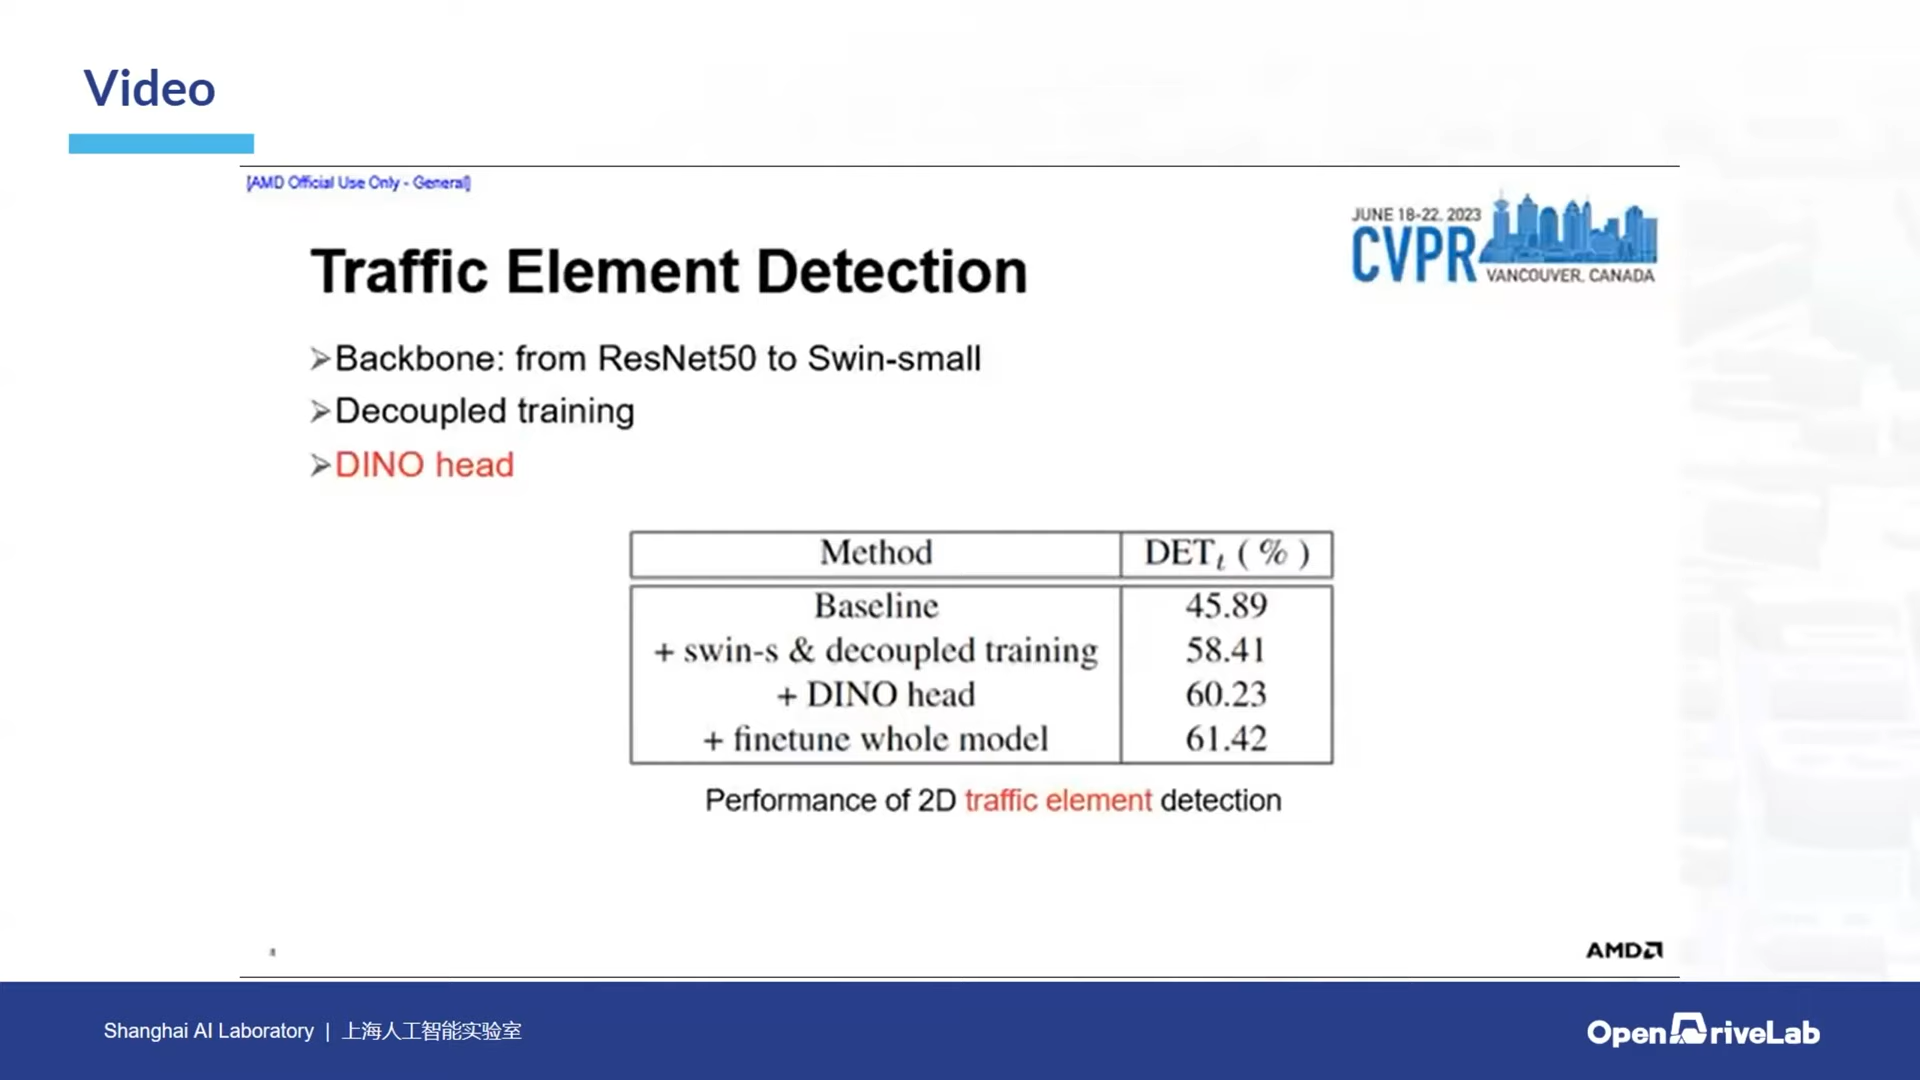 Video
[AMD Official Use Only - General]
JUNE 18-22, 2023
CVPR
VANCOUVER, CANADA
Traffic Element Detection
➢Backbone: from ResNet50 to Swin-small
➢Decoupled training
➢DINO head
Method DETₜ ( % )
Baseline 45.89
+ swin-s & decoupled training 58.41
+ DINO head 60.23
+ finetune whole model 61.42
Performance of 2D traffic element detection
AMD
Shanghai AI Laboratory | 上海人工智能实验室
OpenDriveLab